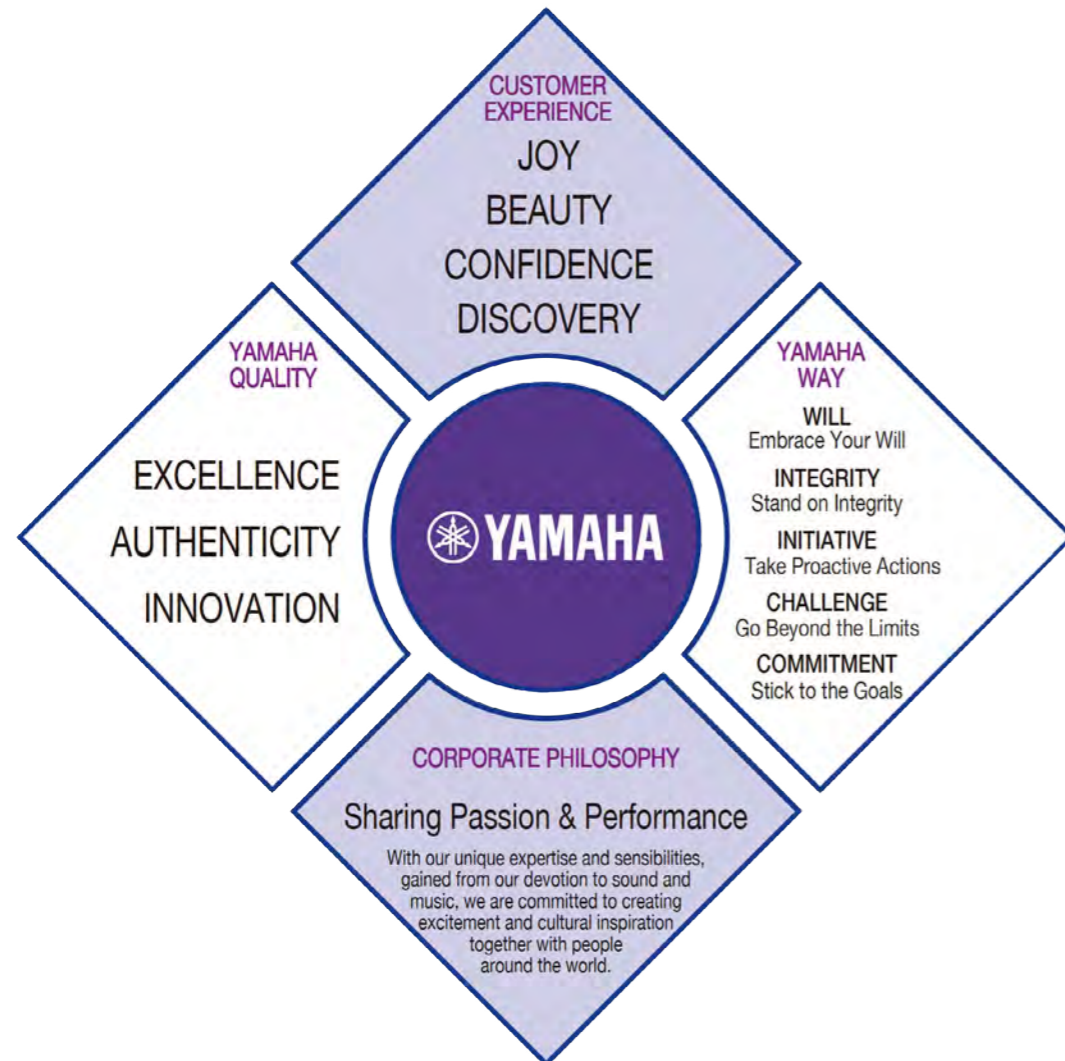 CUSTOMER
EXPERIENCE
JOY
BEAUTY
CONFIDENCE
DISCOVERY
YAMAHA
QUALITY
EXCELLENCE
AUTHENTICITY
INNOVATION
YAMAHA
YAMAHA
WAY
WILL
Embrace Your Will
INTEGRITY
Stand on Integrity
INITIATIVE
Take Proactive Actions
CHALLENGE
Go Beyond the Limits
COMMITMENT
Stick to the Goals
CORPORATE PHILOSOPHY
Sharing Passion & Performance
With our unique expertise and sensibilities,
gained from our devotion to sound and
music, we are committed to creating
excitement and cultural inspiration
together with people
around the world.